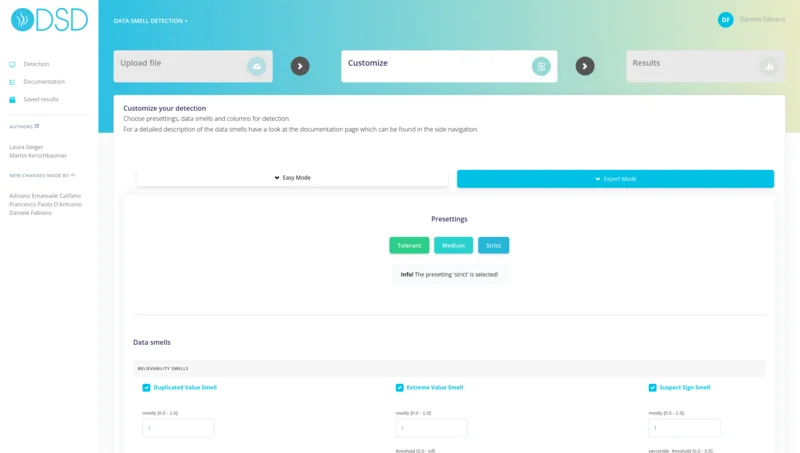 DSD
DATA SMELL DETECTION
DF
Daniele Fabiano
Detection
Documentation
Saved results
AUTHORS
Laura Geiger
Martin Kerschbaumer
NEW CHANGES MADE BY
Adriano Emanuele Califano
Francesco Paolo D'Antuono
Daniele Fabiano
Upload file
Customize
Results
Customize your detection
Choose presettings, data smells and columns for detection.
For a detailed description of the data smells have a look at the documentation page which can be found in the side navigation.
Easy Mode
Expert Mode
Presettings
Tolerant
Medium
Strict
Info! The presetting 'strict' is selected!
Data smells
BELIEVABILITY SMELLS
Duplicated Value Smell
Extreme Value Smell
Suspect Sign Smell
mostly [0.0 - 1.0]
mostly [0.0 - 1.0]
mostly [0.0 - 1.0]
1
1
1
threshold [0.0 - inf]
percentile_threshold [0.0 - 5.0]